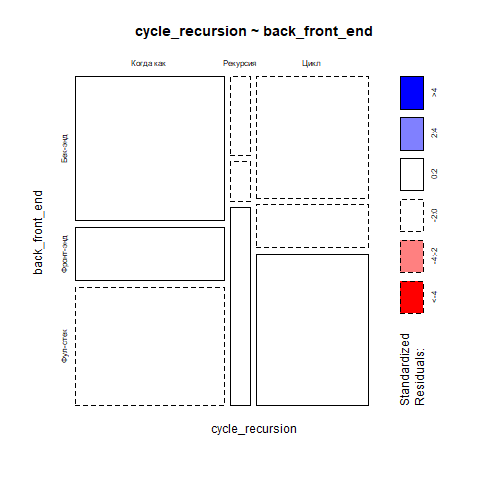 cycle_recursion ~ back_front_end
Когда как
Рекурсия
Цикл
Бек-энд
Фронт-энд
Фул-стек
back_front_end
cycle_recursion
Standardized
Residuals:
<-4
-4:-2
-2:0
0:2
2:4
>4